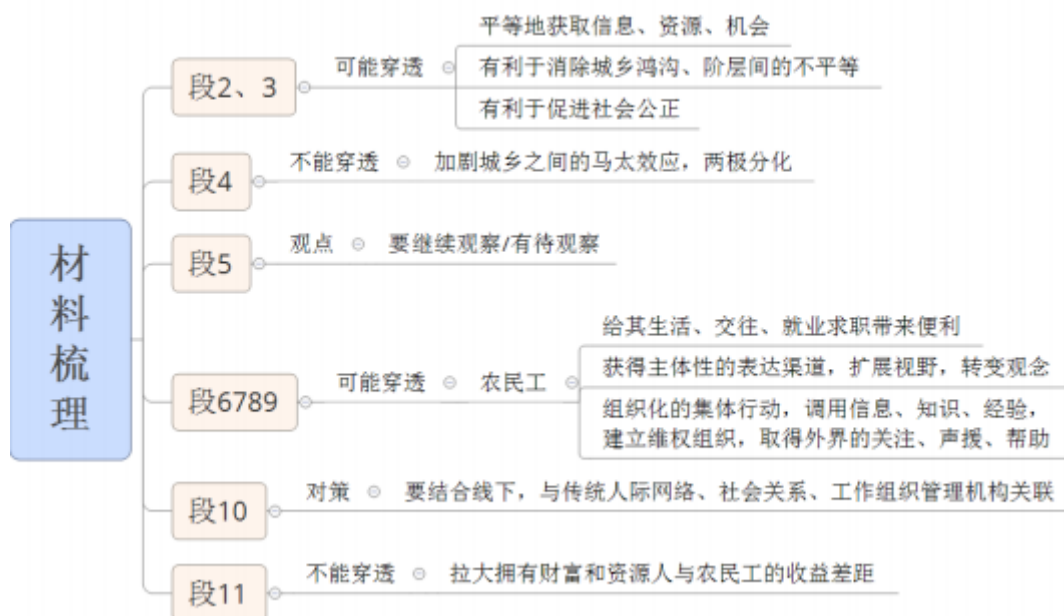 材料梳理
段2、3
可能穿透
平等地获取信息、资源、机会
有利于消除城乡鸿沟、阶层间的不平等
有利于促进社会公正
段4
不能穿透
加剧城乡之间的马太效应，两极分化
段5
观点
要继续观察/有待观察
段6789
可能穿透
农民工
给其生活、交往、就业求职带来便利
获得主体性的表达渠道，扩展视野，转变观念
组织化的集体行动，调用信息、知识、经验，
建立维权组织，取得外界的关注、声援、帮助
段10
对策
要结合线下，与传统人际网络、社会关系、工作组织管理机构关联
段11
不能穿透
拉大拥有财富和资源人与农民工的收益差距